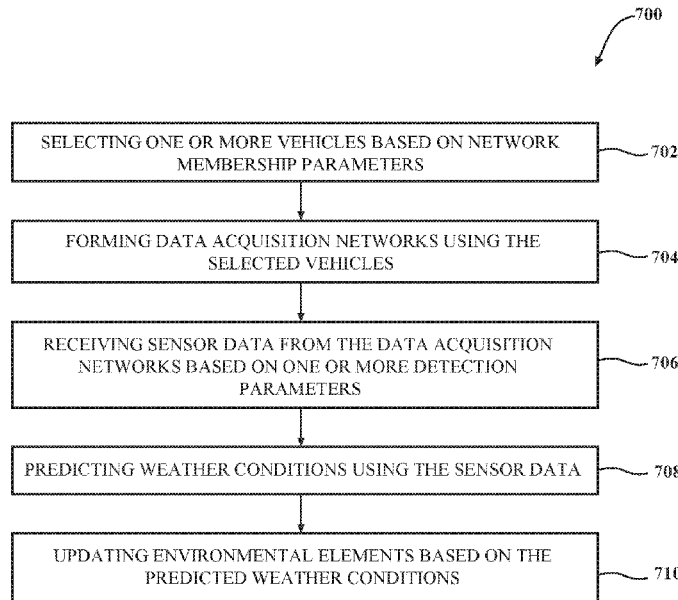 700
SELECTING ONE OR MORE VEHICLES BASED ON NETWORK
MEMBERSHIP PARAMETERS
702
FORMING DATA ACQUISITION NETWORKS USING THE
SELECTED VEHICLES
704
RECEIVING SENSOR DATA FROM THE DATA ACQUISITION
NETWORKS BASED ON ONE OR MORE DETECTION
PARAMETERS
706
PREDICTING WEATHER CONDITIONS USING THE SENSOR DATA
708
UPDATING ENVIRONMENTAL ELEMENTS BASED ON THE
PREDICTED WEATHER CONDITIONS
710